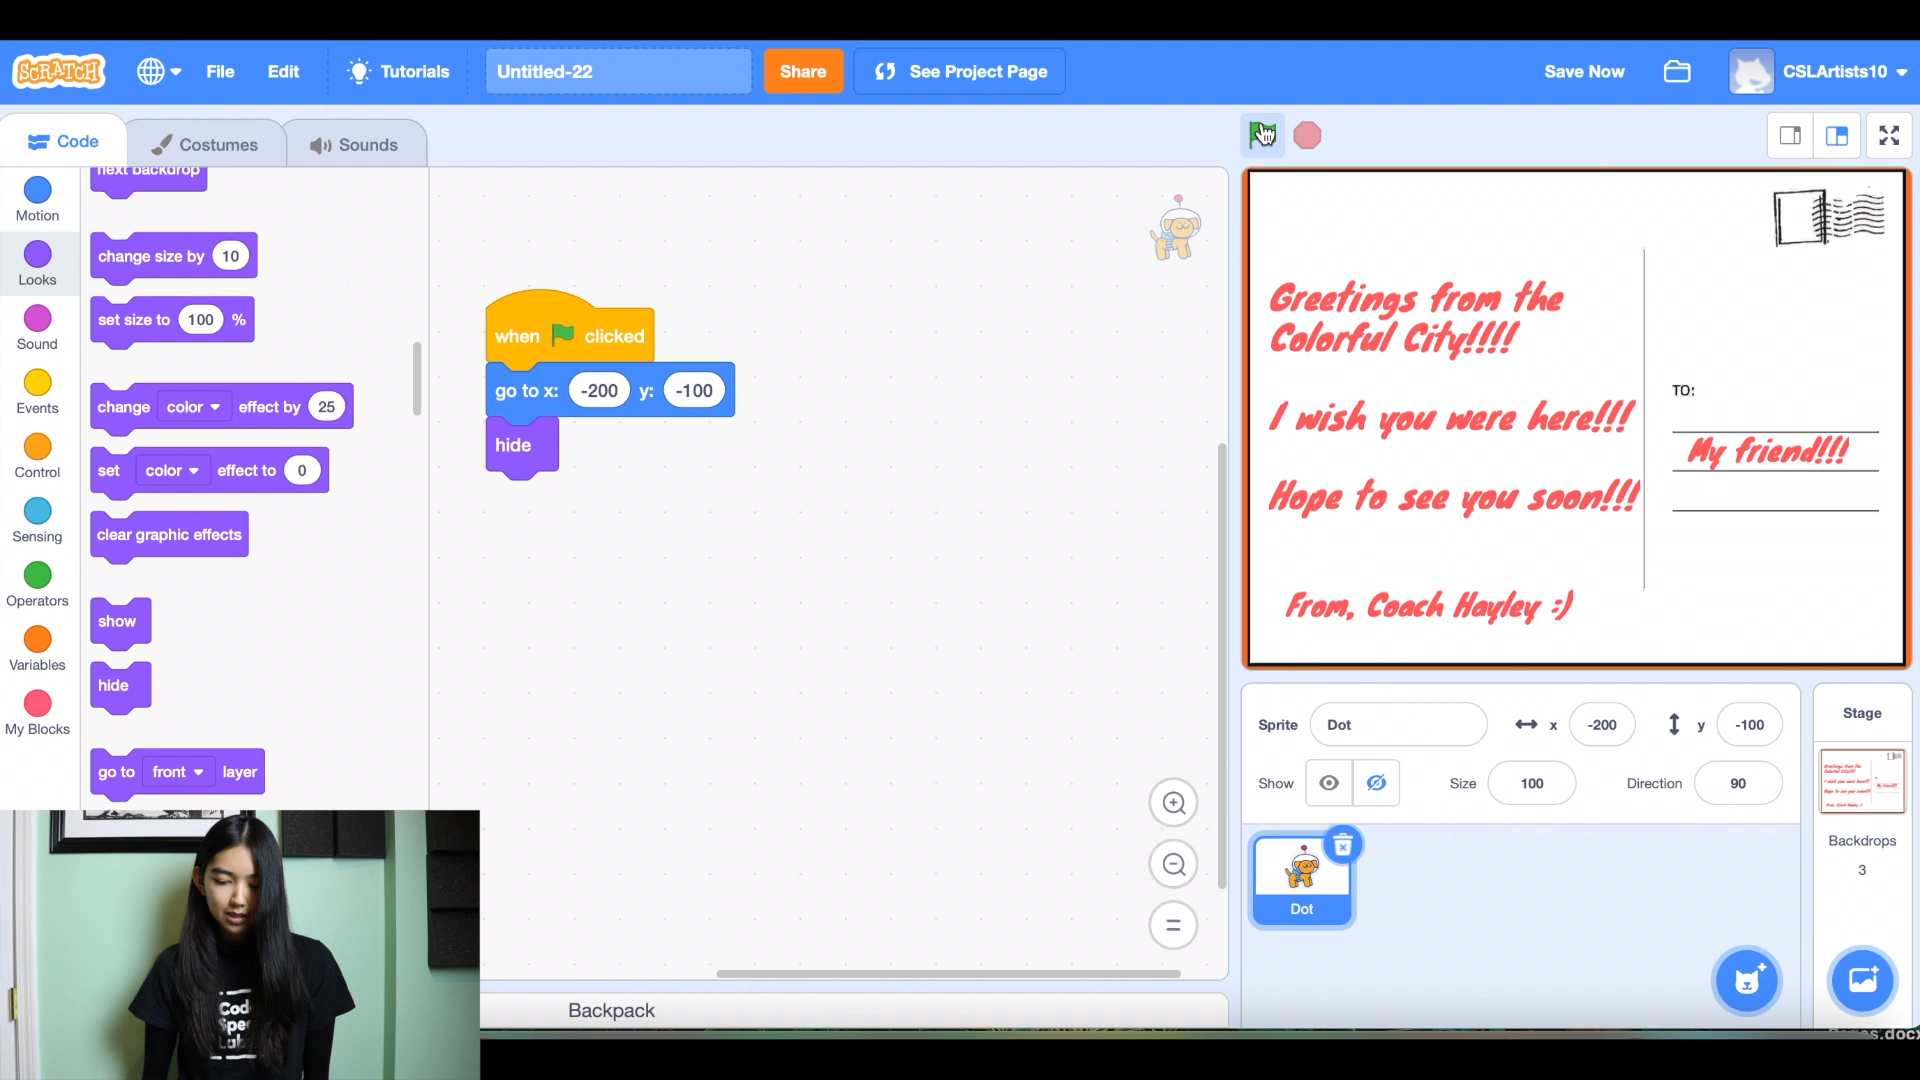 SCRATCH
File
Edit
Tutorials
Untitled-22
Share
See Project Page
Save Now
CSLArtists10
Code
Costumes
Sounds
Motion
Looks
Sound
Events
Control
Sensing
Operators
Variables
My Blocks
next backdrop
change size by 10
set size to 100 %
change color effect by 25
set color effect to 0
clear graphic effects
show
hide
go to front layer
when clicked
go to x: -200 y: -100
hide
Backpack
Greetings from the
Colorful City!!!!
I wish you were here!!!
Hope to see you soon!!!
From, Coach Hayley :)
TO:
My friend!!!
Sprite Dot x -200 y -100
Show Size 100 Direction 90
Dot
Stage
Backdrops
3